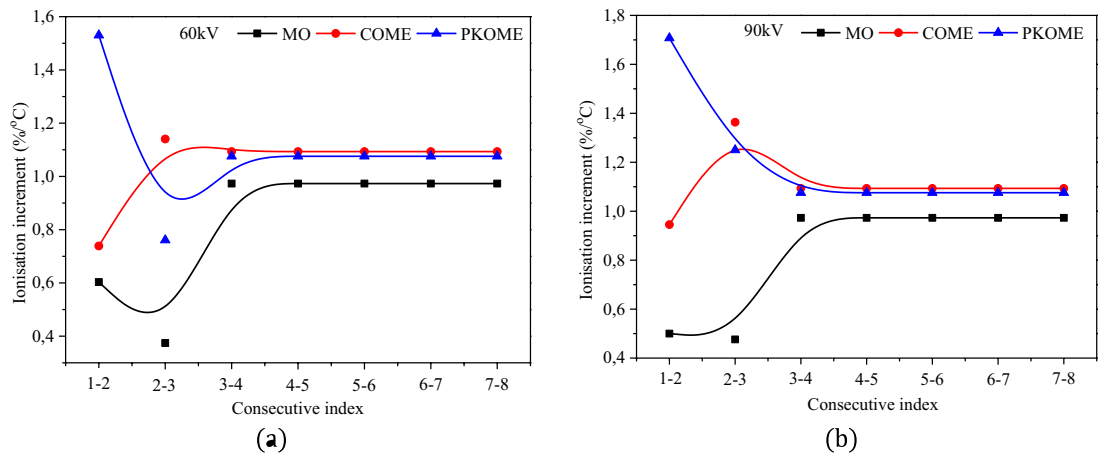 60kV MO COME PKOME
Ionisation increment (%/°C)
1,6
1,4
1,2
1,0
0,8
0,6
0,4
1-2 2-3 3-4 4-5 5-6 6-7 7-8
Consecutive index
(a)
90kV MO COME PKOME
Ionisation increment (%/°C)
1,8
1,6
1,4
1,2
1,0
0,8
0,6
0,4
1-2 2-3 3-4 4-5 5-6 6-7 7-8
Consecutive index
(b)